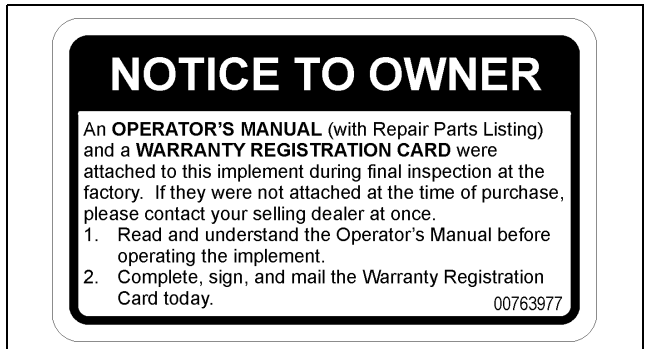 NOTICE TO OWNER
An OPERATOR'S MANUAL (with Repair Parts Listing)
and a WARRANTY REGISTRATION CARD were
attached to this implement during final inspection at the
factory.  If they were not attached at the time of purchase,
please contact your selling dealer at once.
1. Read and understand the Operator's Manual before
operating the implement.
2. Complete, sign, and mail the Warranty Registration
Card today.
00763977